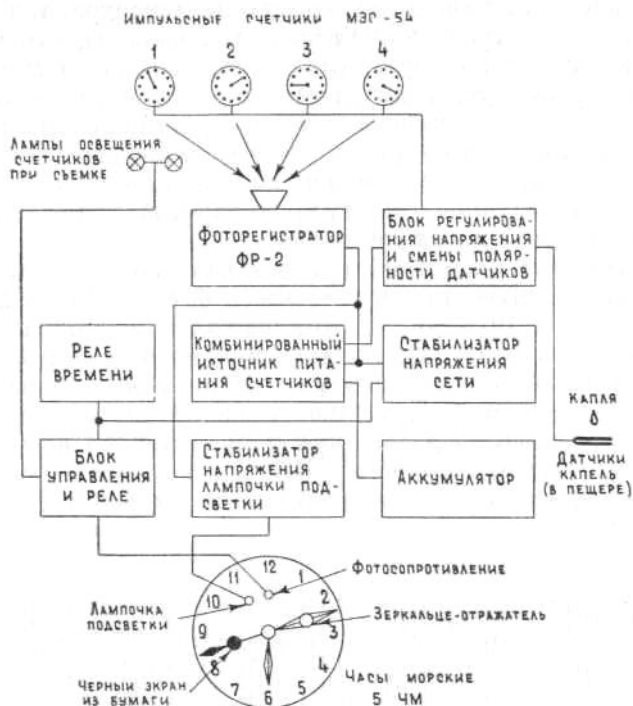 Импульсные счетчики МЭС-54
1 2 3 4
Лампы освещения
счетчиков
при съемке
Фоторегистратор
ФР-2
Блок регулирова-
ния напряжения
и смены поляр-
ности датчиков
Реле
времени
Комбинированный
источник пита-
ния счетчиков
Стабилизатор
напряжения
сети
Капля
Датчики
капель
(в пещере)
Блок
управления
и реле
Стабилизатор
напряжения
лампочки под-
светки
Аккумулятор
12
11 1
10 2
9 3
8 4
7 5
6
Фотосопротивление
Лампочка
подсветки
Зеркальце-отражатель
Черный экран
из бумаги
Часы морские
5 ЧМ